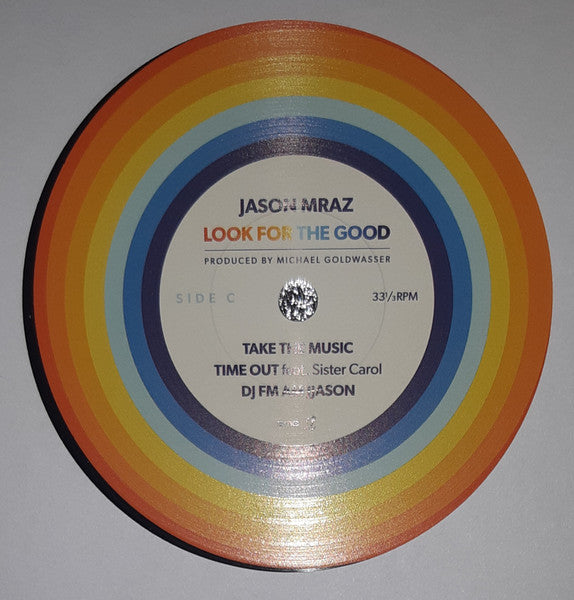 JASON MRAZ
LOOK FOR THE GOOD
PRODUCED BY MICHAEL GOLDWASSER
SIDE C
33⅓RPM
TAKE THE MUSIC
TIME OUT feat. Sister Carol
DJ FM AM JASON